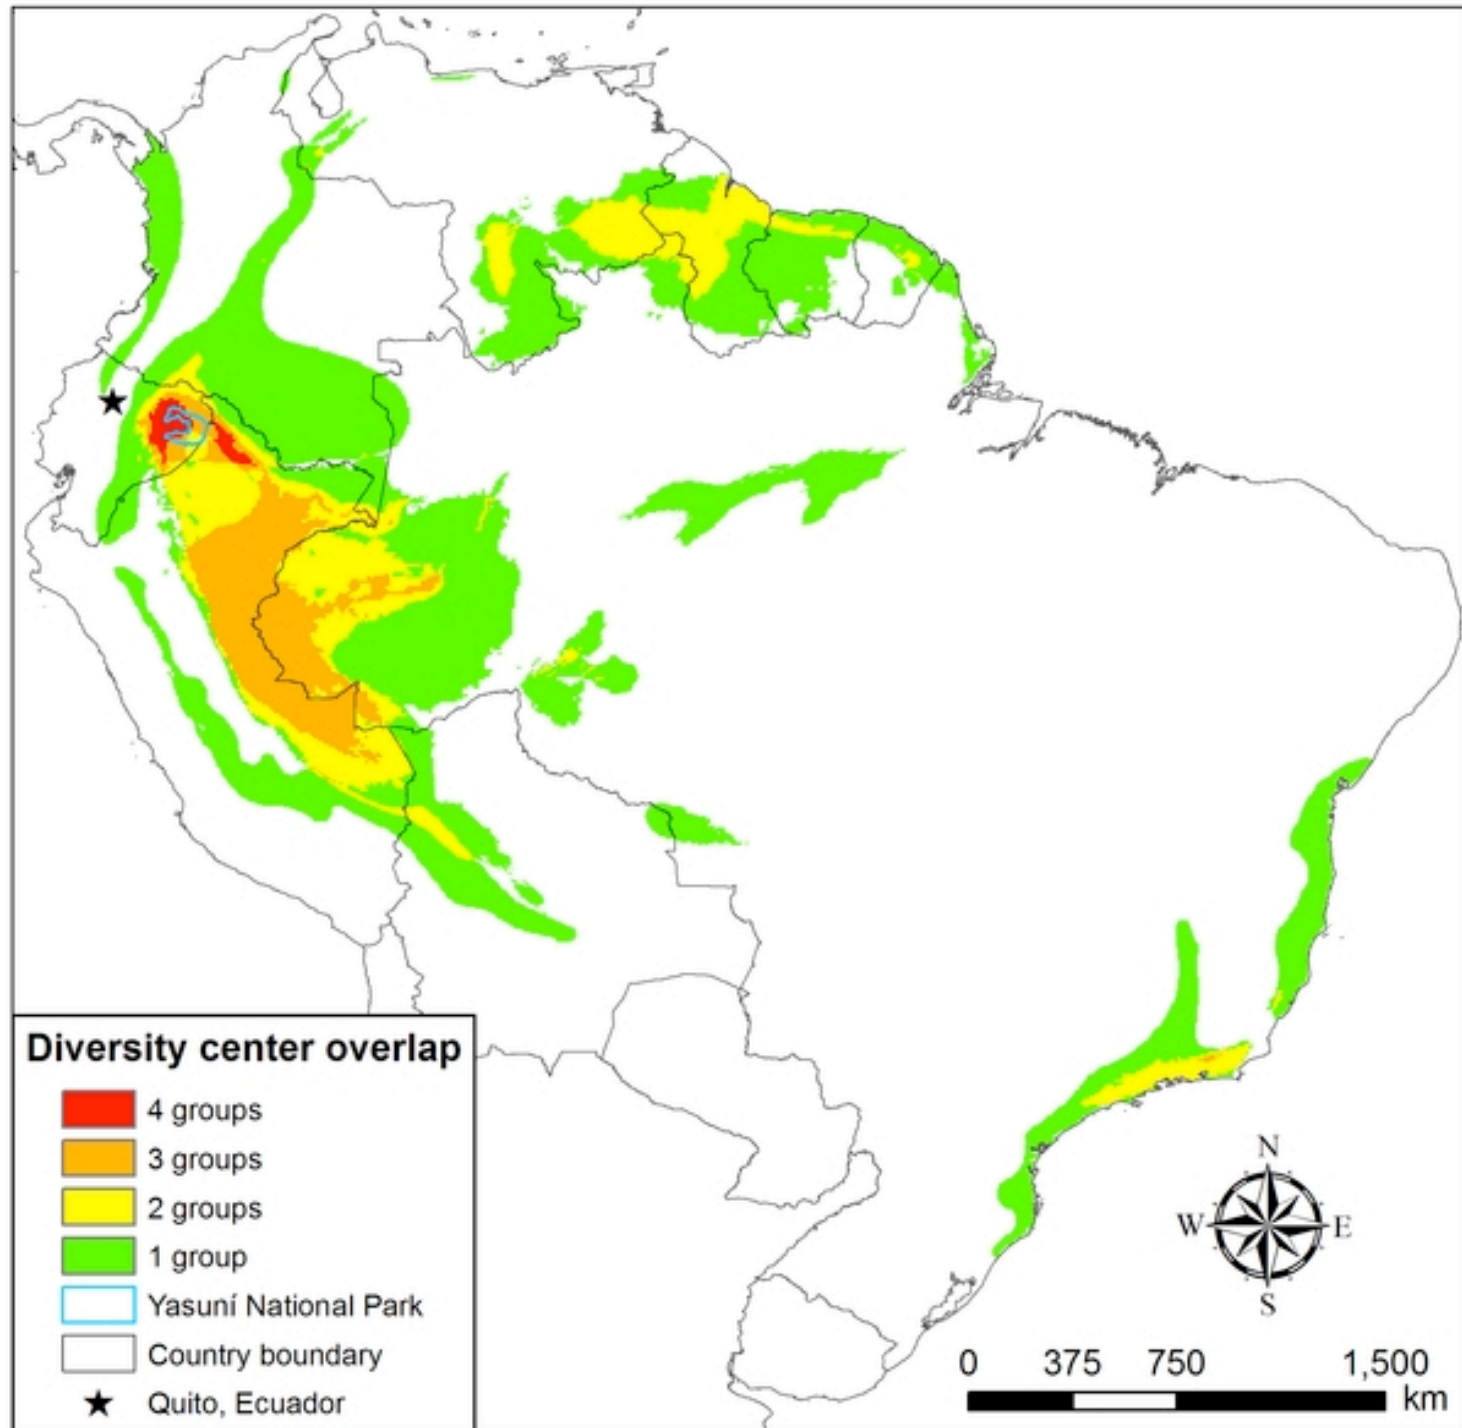 Diversity center overlap
4 groups
3 groups
2 groups
1 group
Yasuní National Park
Country boundary
Quito, Ecuador
N
W E
S
0 375 750 1,500
km